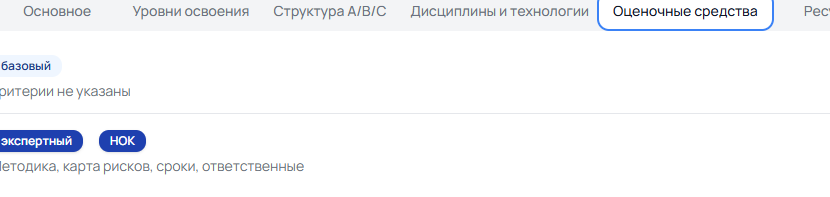 Основное Уровни освоения Структура A/B/C Дисциплины и технологии Оценочные средства Рес
базовый
ритерии не указаны
экспертный НОК
етодика, карта рисков, сроки, ответственные